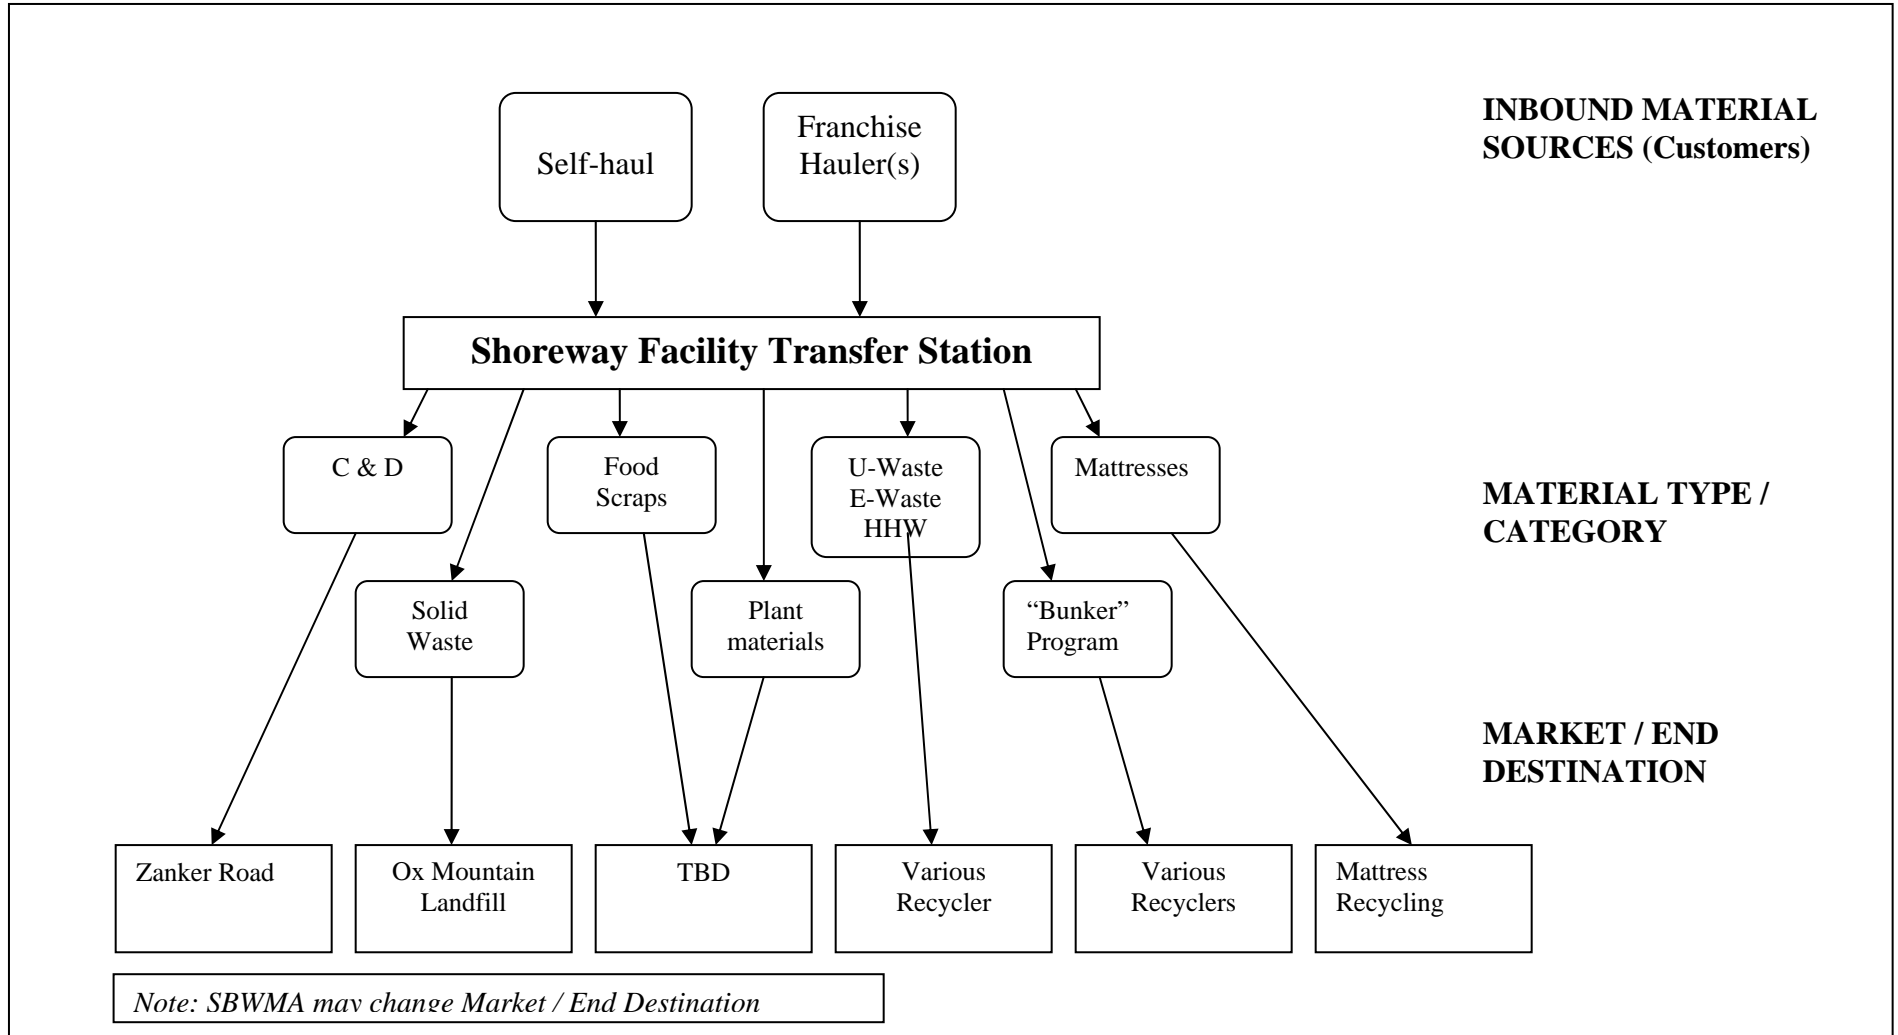 INBOUND MATERIAL
SOURCES (Customers)
Self-haul
Franchise
Hauler(s)
Shoreway Facility Transfer Station
C & D
Food
Scraps
U-Waste
E-Waste
HHW
Mattresses
MATERIAL TYPE /
CATEGORY
Solid
Waste
Plant
materials
“Bunker”
Program
MARKET / END
DESTINATION
Zanker Road
Ox Mountain
Landfill
TBD
Various
Recycler
Various
Recyclers
Mattress
Recycling
Note: SBWMA may change Market / End Destination